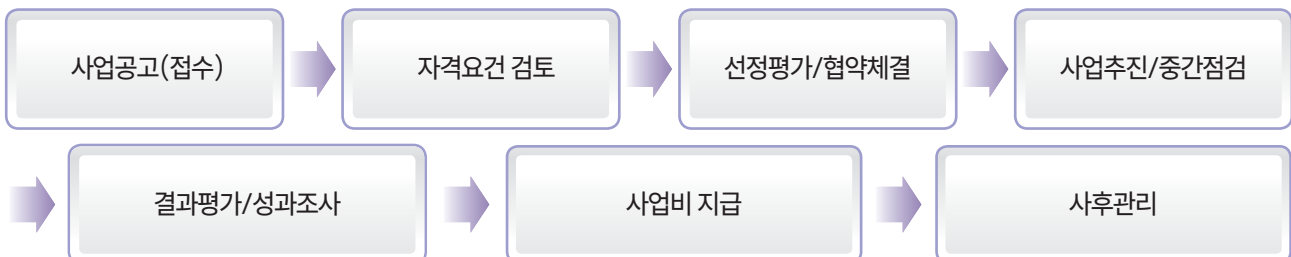 사업공고(접수)
자격요건 검토
선정평가/협약체결
사업추진/중간점검
결과평가/성과조사
사업비 지급
사후관리